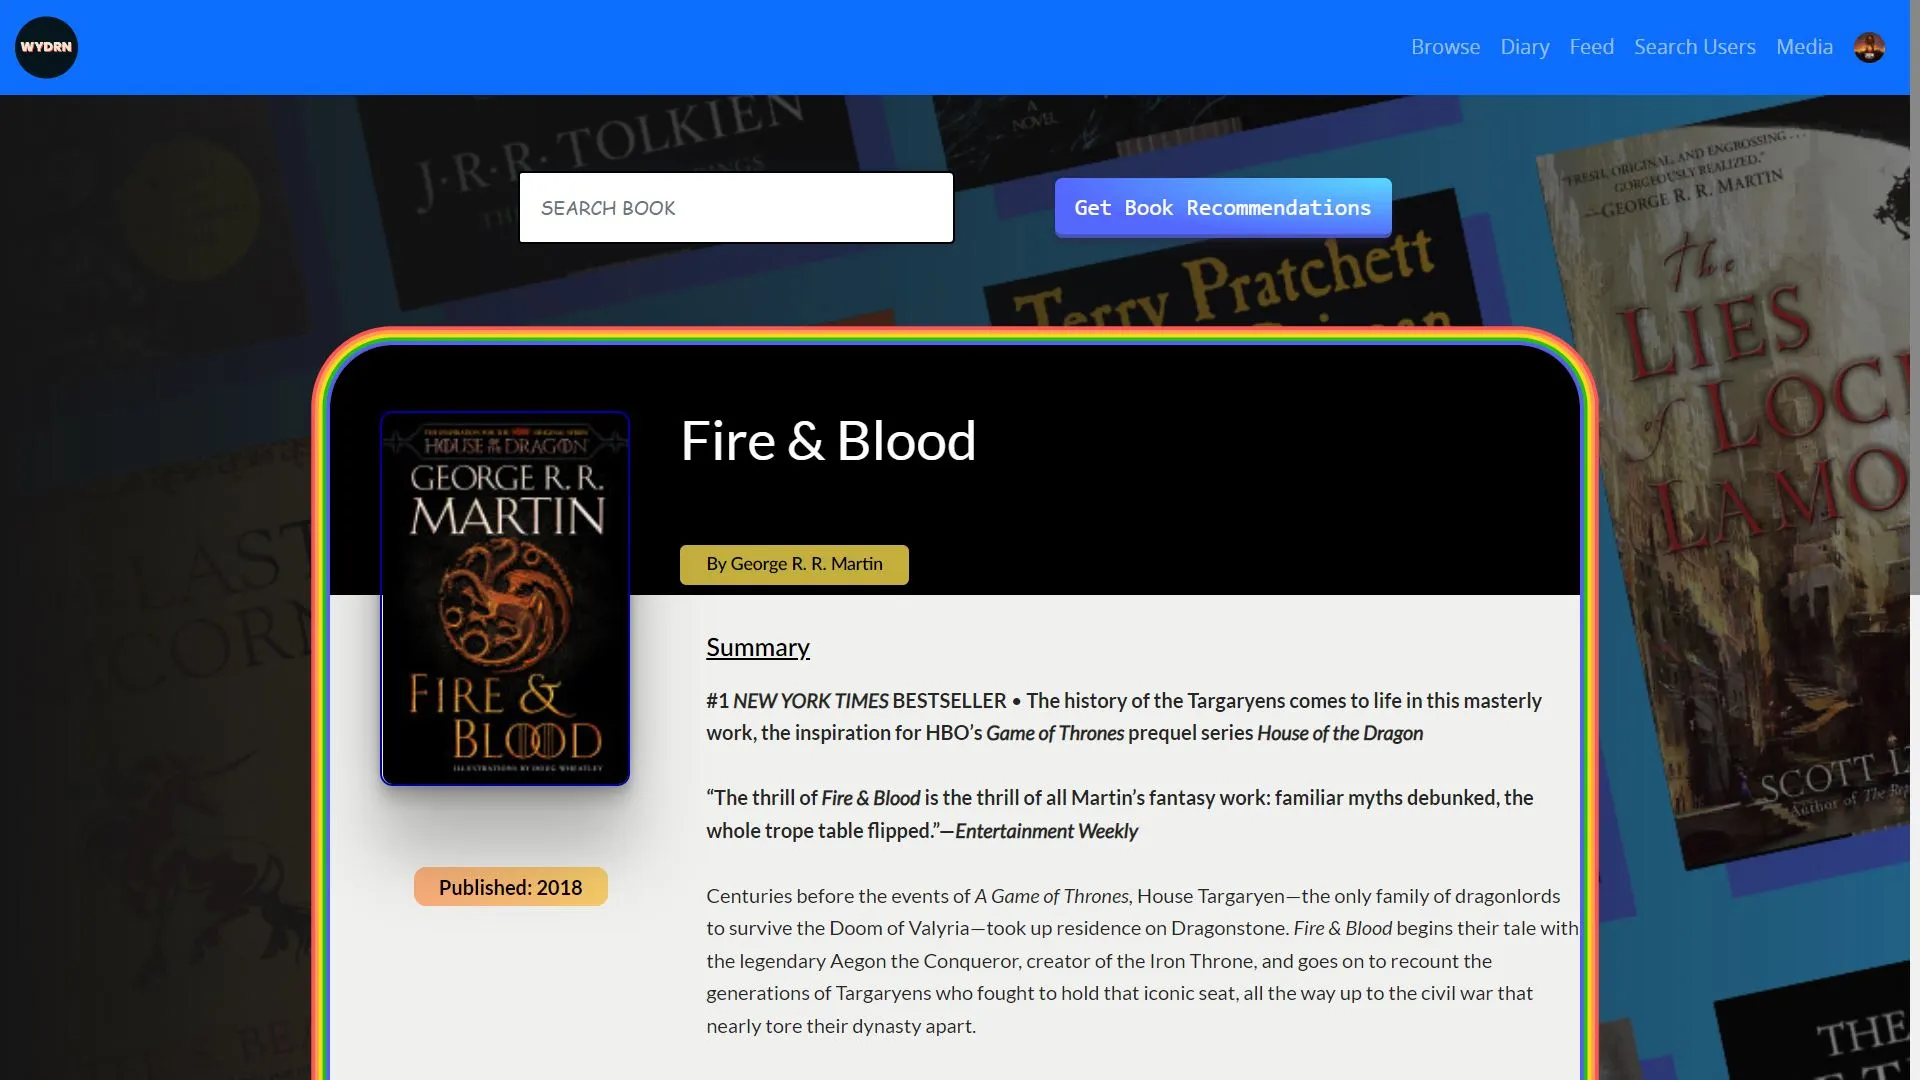 WYDRN
Browse Diary Feed Search Users Media
J.R.R. TOLKIEN
A
NOVEL
"FRESH, ORIGINAL, AND ENGROSSING . . .
GORGEOUSLY REALIZED."
—GEORGE R. R. MARTIN
SEARCH BOOK
Get Book Recommendations
Terry Pratchett
The
LIES
of LOC
LAMO
SCOTT L
Author of The Re
LAST
CORN
Fire & Blood
HOUSE OF THE DRAGON
GEORGE R. R.
MARTIN
FIRE &
BLOOD
ILLUSTRATIONS BY DOUG WHEATLEY
By George R. R. Martin
Summary
#1 NEW YORK TIMES BESTSELLER • The history of the Targaryens comes to life in this masterly
work, the inspiration for HBO’s Game of Thrones prequel series House of the Dragon
“The thrill of Fire & Blood is the thrill of all Martin’s fantasy work: familiar myths debunked, the
whole trope table flipped.”—Entertainment Weekly
Published: 2018
Centuries before the events of A Game of Thrones, House Targaryen—the only family of dragonlords
to survive the Doom of Valyria—took up residence on Dragonstone. Fire & Blood begins their tale with
the legendary Aegon the Conqueror, creator of the Iron Throne, and goes on to recount the
generations of Targaryens who fought to hold that iconic seat, all the way up to the civil war that
nearly tore their dynasty apart.
THE